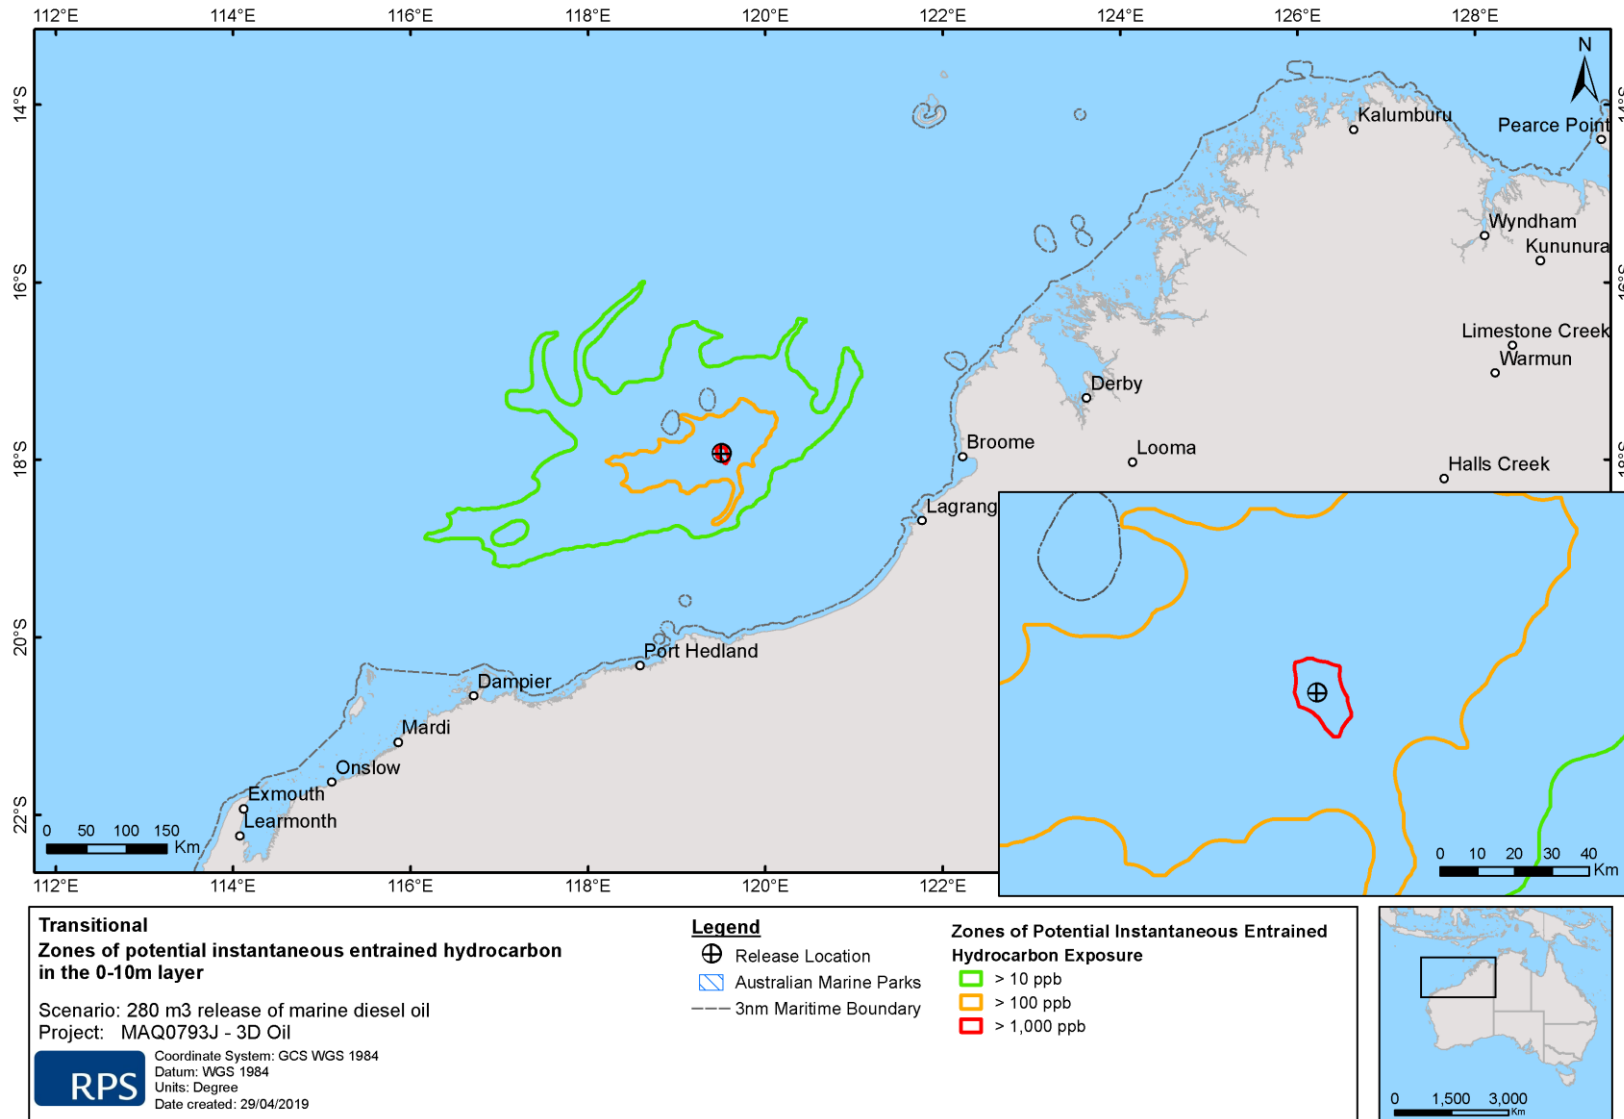 112°E 114°E 116°E 118°E 120°E 122°E 124°E 126°E 128°E
N
14°S 14°S
Kalumburu
Pearce Point
Wyndham
Kununura
16°S 16°S
Limestone Creek
Warmun
Derby
Broome
Looma
18°S 18°S
Halls Creek
Lagrang
20°S
Port Hedland
Dampier
Mardi
Onslow
Exmouth
22°S
Learmonth
0 50 100 150
Km
0 10 20 30 40
Km
112°E 114°E 116°E 118°E 120°E 122°E
Transitional
Zones of potential instantaneous entrained hydrocarbon
in the 0-10m layer
Scenario: 280 m3 release of marine diesel oil
Project: MAQ0793J - 3D Oil
RPS
Coordinate System: GCS WGS 1984
Datum: WGS 1984
Units: Degree
Date created: 29/04/2019
Legend
Release Location
Australian Marine Parks
3nm Maritime Boundary
Zones of Potential Instantaneous Entrained
Hydrocarbon Exposure
> 10 ppb
> 100 ppb
> 1,000 ppb
0 1,500 3,000
Km